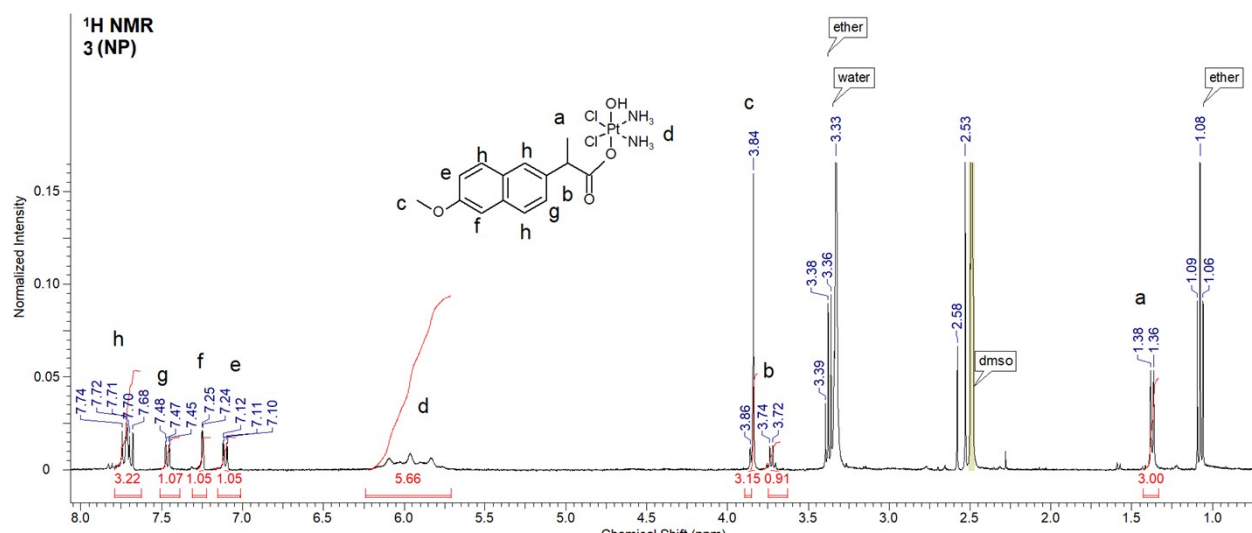 ¹H NMR
3 (NP)
ether
water
ether
c
3.84
3.33
2.53
1.08
OH
Cl
NH₃
Pt
Cl
NH₃
d
a
O
h
h
e
b
O
g
c
O
f
h
0.15
0.10
0.05
0
Normalized Intensity
3.38
3.36
3.39
2.58
dmso
a
1.38
1.36
1.09
1.06
h
g
f
e
d
b
7.74
7.72
7.71
7.70
7.68
7.48
7.47
7.45
7.25
7.24
7.12
7.11
7.10
3.86
3.74
3.72
3.22
1.07
1.05
1.05
5.66
3.15
0.91
3.00
8.0 7.5 7.0 6.5 6.0 5.5 5.0 4.5 4.0 3.5 3.0 2.5 2.0 1.5 1.0
Chemical Shift (ppm)